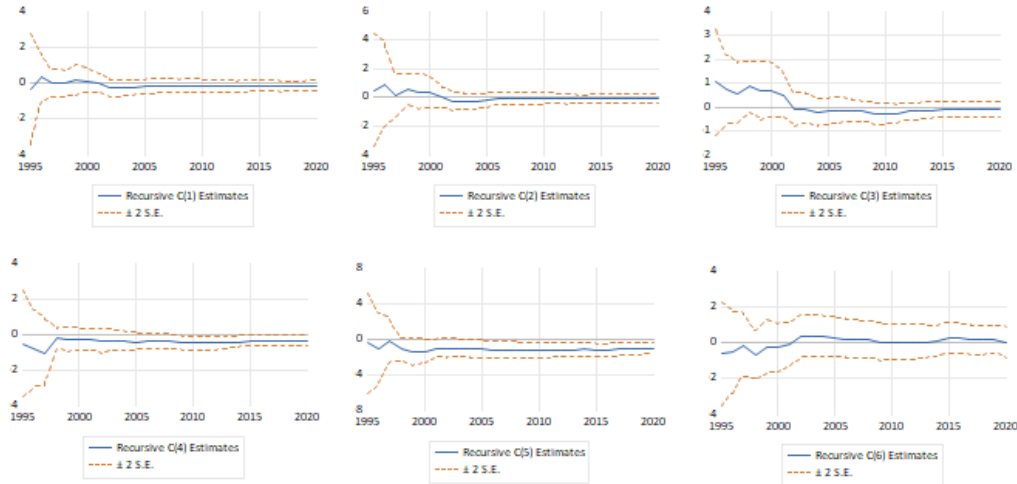 4
2
0
2
4
1995 2000 2005 2010 2015 2020
Recursive C(1) Estimates
± 2 S.E.
6
4
2
0
2
4
1995 2000 2005 2010 2015 2020
Recursive C(2) Estimates
± 2 S.E.
4
3
2
1
0
1
2
1995 2000 2005 2010 2015 2020
Recursive C(3) Estimates
± 2 S.E.
4
2
0
2
4
1995 2000 2005 2010 2015 2020
Recursive C(4) Estimates
± 2 S.E.
8
4
0
4
8
1995 2000 2005 2010 2015 2020
Recursive C(5) Estimates
± 2 S.E.
4
2
0
2
4
1995 2000 2005 2010 2015 2020
Recursive C(6) Estimates
± 2 S.E.